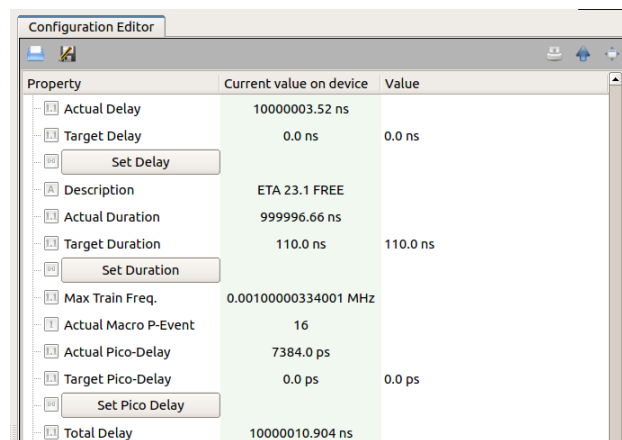 Configuration Editor
Property Current value on device Value
Actual Delay 10000003.52 ns
Target Delay 0.0 ns 0.0 ns
Set Delay
A Description ETA 23.1 FREE
Actual Duration 999996.66 ns
Target Duration 110.0 ns 110.0 ns
Set Duration
Max Train Freq. 0.00100000334001 MHz
Actual Macro P-Event 16
Actual Pico-Delay 7384.0 ps
Target Pico-Delay 0.0 ps 0.0 ps
Set Pico Delay
Total Delay 10000010.904 ns